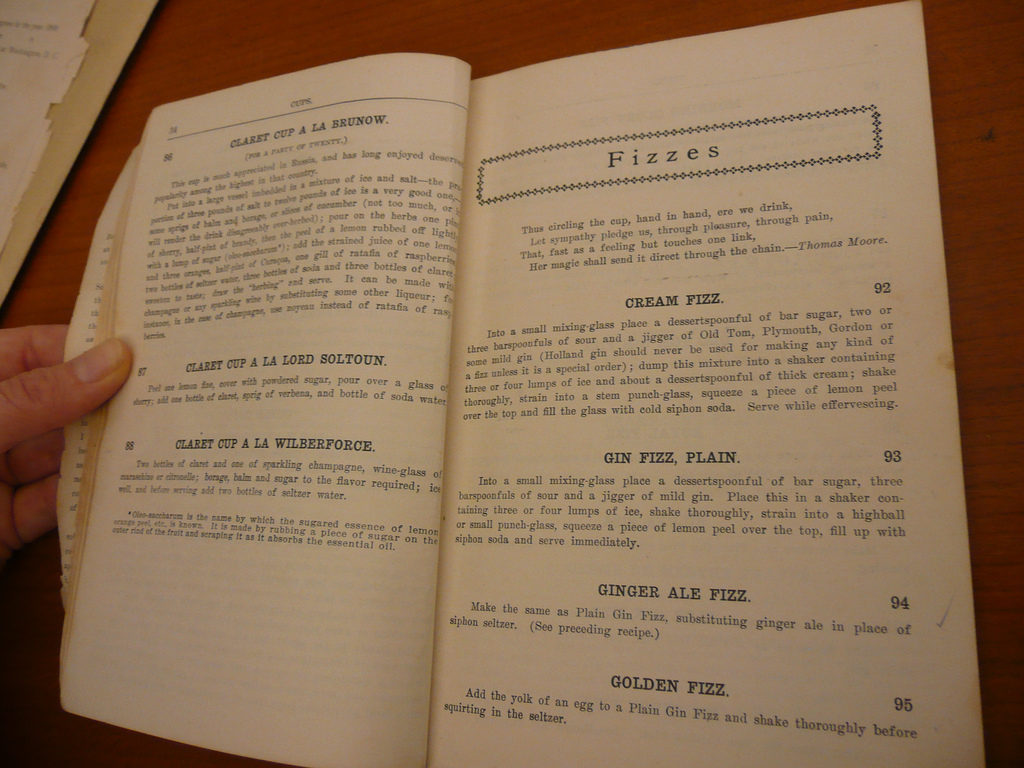 34
CUPS.
86
CLARET CUP A LA BRUNOW.
(FOR A PARTY OF TWENTY.)
This cup is much appreciated in Russia, and has long enjoyed
popularity among the highest in that country.
Put into a large vessel imbedded in a mixture of ice and salt—the
portion of three pounds of salt to twelve pounds of ice is a very good
some sprigs of balm and borage, or slices of cucumber (not too much, or
will render the drink disagreeably over-herbed); pour on the herbs one
of sherry, half-pint of brandy, then the peel of a lemon rubbed off
with a lump of sugar (oleo-saccharum*); add the strained juice of one
and three oranges, half-pint of Curaçoa, one gill of ratafia of raspberries
two bottles of seltzer water, three bottles of soda and three bottles of claret
sweeten to taste; draw the "herbing" and serve. It can be made
champagne or any sparkling wine by substituting some other liqueur;
instance, in the case of champagne, use noyeau instead of ratafia of
berries.
87
CLARET CUP A LA LORD SOLTOUN.
Peel one lemon fine, cover with powdered sugar, pour over a glass of
sherry; add one bottle of claret, sprig of verbena, and bottle of soda water
88
CLARET CUP A LA WILBERFORCE.
Two bottles of claret and one of sparkling champagne, wine-glass of
maraschino or citronelle; borage, balm and sugar to the flavor required; ice
well, and before serving add two bottles of seltzer water.
*Oleo-saccharum is the name by which the sugared essence of lemon
orange peel, etc., is known. It is made by rubbing a piece of sugar on the
outer rind of the fruit and scraping it as it absorbs the essential oil.
Fizzes
Thus circling the cup, hand in hand, ere we drink,
Let sympathy pledge us, through pleasure, through pain,
That, fast as a feeling but touches one link,
Her magic shall send it direct through the chain.—Thomas Moore.
CREAM FIZZ. 92
Into a small mixing-glass place a dessertspoonful of bar sugar, two or
three barspoonfuls of sour and a jigger of Old Tom, Plymouth, Gordon or
some mild gin (Holland gin should never be used for making any kind of
a fizz unless it is a special order); dump this mixture into a shaker containing
three or four lumps of ice and about a dessertspoonful of thick cream; shake
thoroughly, strain into a stem punch-glass, squeeze a piece of lemon peel
over the top and fill the glass with cold siphon soda. Serve while effervescing.
GIN FIZZ, PLAIN. 93
Into a small mixing-glass place a dessertspoonful of bar sugar, three
barspoonfuls of sour and a jigger of mild gin. Place this in a shaker con-
taining three or four lumps of ice, shake thoroughly, strain into a highball
or small punch-glass, squeeze a piece of lemon peel over the top, fill up with
siphon soda and serve immediately.
GINGER ALE FIZZ. 94
Make the same as Plain Gin Fizz, substituting ginger ale in place of
siphon seltzer. (See preceding recipe.)
GOLDEN FIZZ. 95
Add the yolk of an egg to a Plain Gin Fizz and shake thoroughly before
squirting in the seltzer.